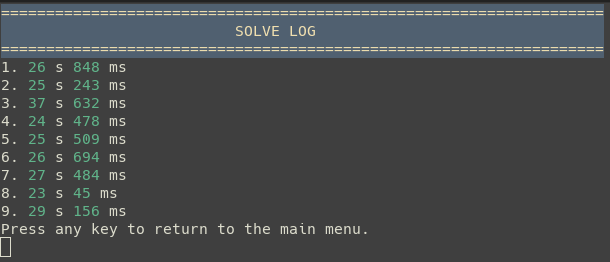 ===================================================================
SOLVE LOG
===================================================================
1. 26 s 848 ms
2. 25 s 243 ms
3. 37 s 632 ms
4. 24 s 478 ms
5. 25 s 509 ms
6. 26 s 694 ms
7. 27 s 484 ms
8. 23 s 45 ms
9. 29 s 156 ms
Press any key to return to the main menu.